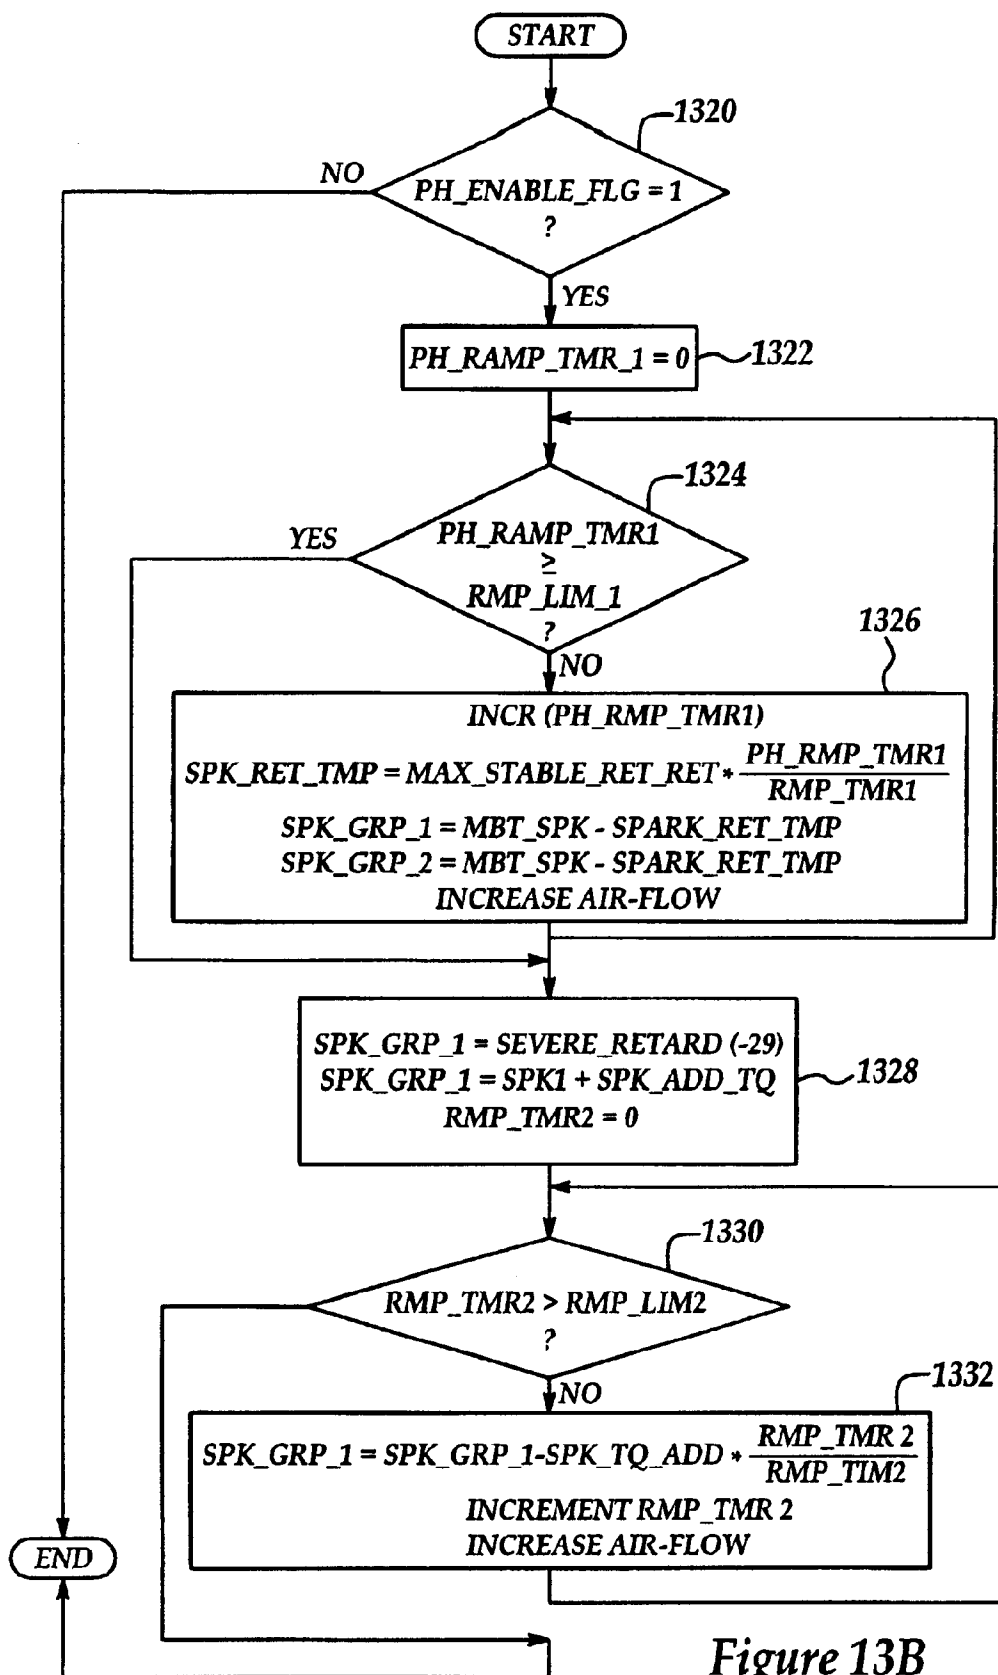 START
1320
NO
PH_ENABLE_FLG = 1
?
YES
PH_RAMP_TMR_1 = 0
1322
1324
YES
PH_RAMP_TMR1
≥
RMP_LIM_1
?
NO
1326
INCR (PH_RMP_TMR1)
SPK_RET_TMP = MAX_STABLE_RET_RET * PH_RMP_TMR1 / RMP_TMR1
SPK_GRP_1 = MBT_SPK - SPARK_RET_TMP
SPK_GRP_2 = MBT_SPK - SPARK_RET_TMP
INCREASE AIR-FLOW
SPK_GRP_1 = SEVERE_RETARD (-29)
SPK_GRP_1 = SPK1 + SPK_ADD_TQ
RMP_TMR2 = 0
1328
1330
RMP_TMR2 > RMP_LIM2
?
NO
1332
SPK_GRP_1 = SPK_GRP_1-SPK_TQ_ADD * RMP_TMR 2 / RMP_TIM2
INCREMENT RMP_TMR 2
INCREASE AIR-FLOW
END
Figure 13B